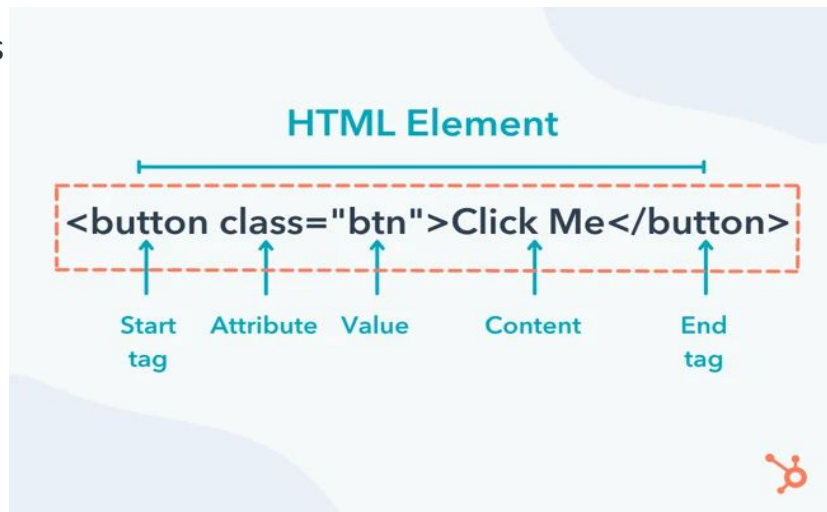 s
HTML Element
<button class="btn">Click Me</button>
Start tag
Attribute
Value
Content
End tag